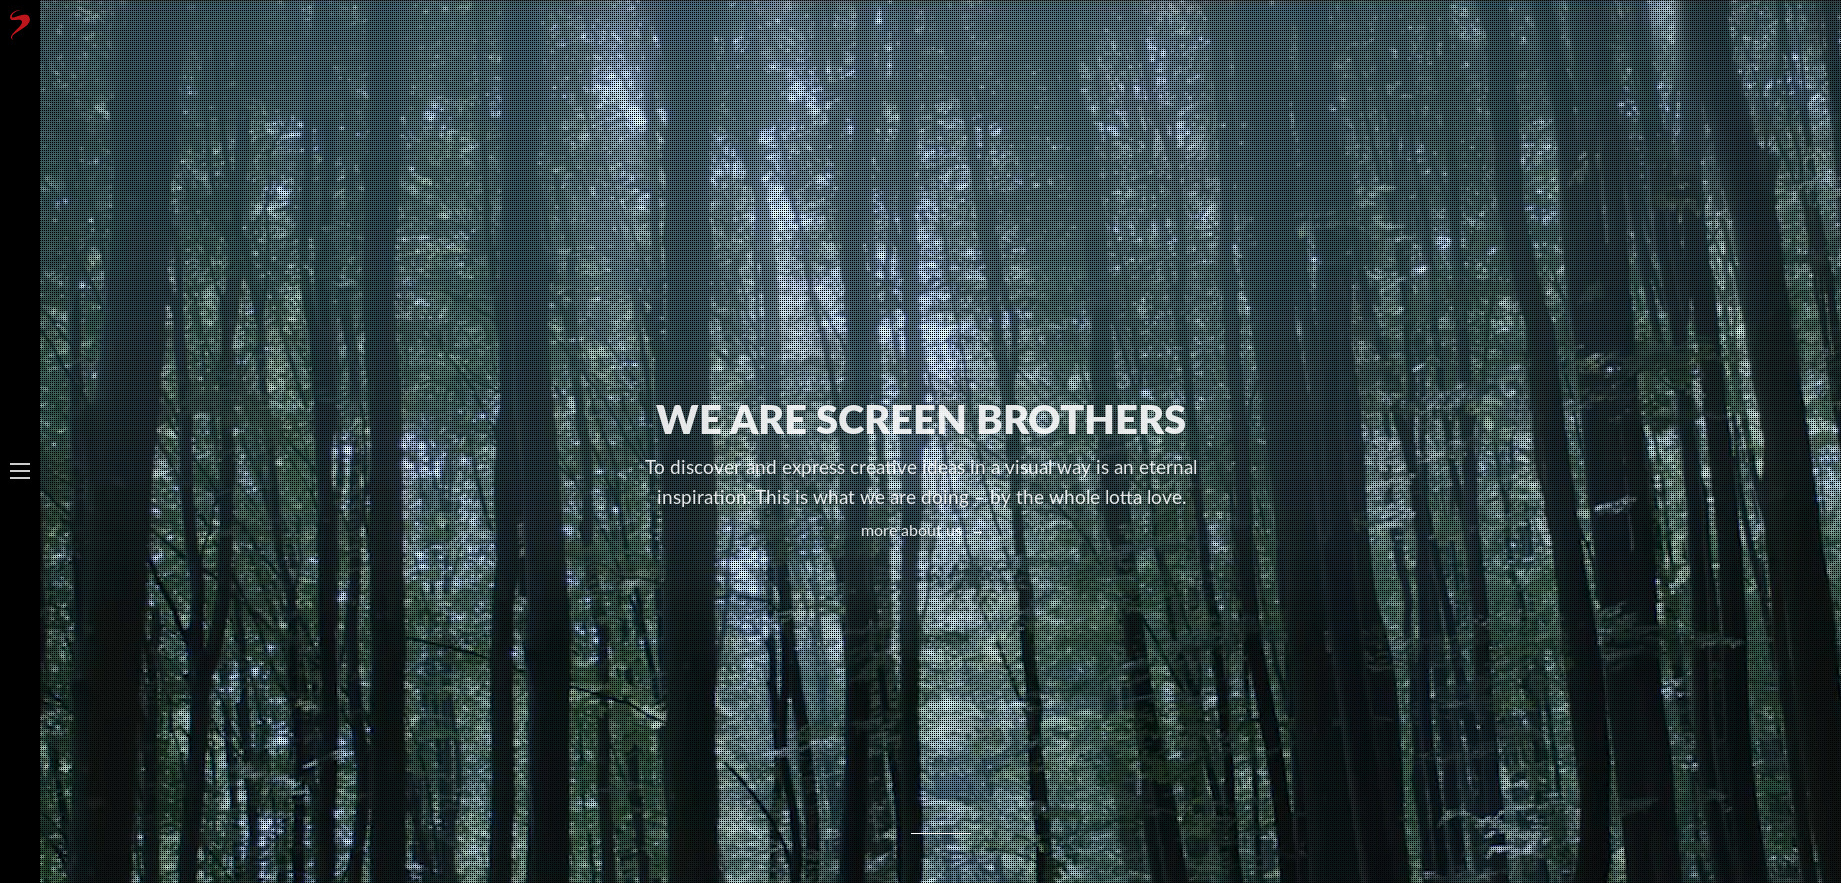 WE ARE SCREEN BROTHERS
To discover and express creative ideas in a visual way is an eternal
inspiration. This is what we are doing – by the whole lotta love.
more about us →